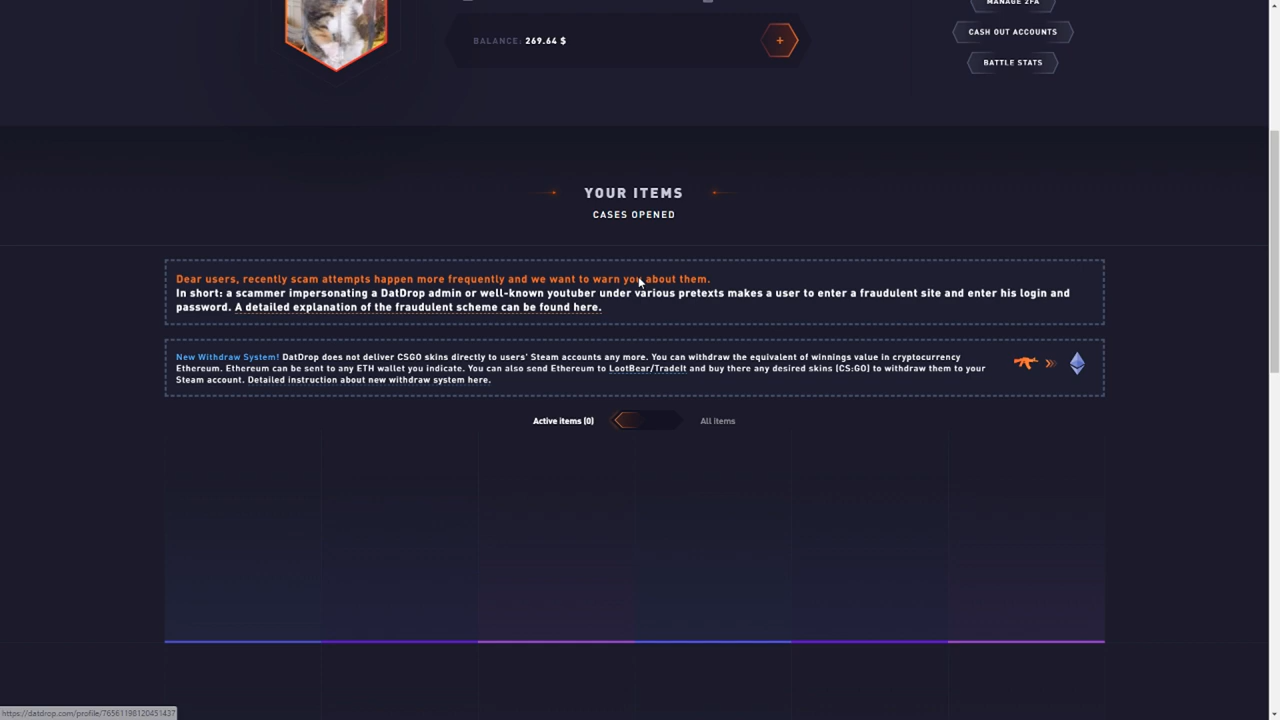 MANAGE 2FA
BALANCE: 269.64 $
+
CASH OUT ACCOUNTS
BATTLE STATS
YOUR ITEMS
CASES OPENED
Dear users, recently scam attempts happen more frequently and we want to warn you about them.
In short: a scammer impersonating a DatDrop admin or well-known youtuber under various pretexts makes a user to enter a fraudulent site and enter his login and
password. A detailed explanation of the fraudulent scheme can be found here.
New Withdraw System! DatDrop does not deliver CSGO skins directly to users' Steam accounts any more. You can withdraw the equivalent of winnings value in cryptocurrency
Ethereum. Ethereum can be sent to any ETH wallet you indicate. You can also send Ethereum to LootBear/TradeIt and buy there any desired skins (CS:GO) to withdraw them to your
Steam account. Detailed instruction about new withdraw system here.
Active items (0)
All Items
https://datdrop.com/profile/76561198120451437